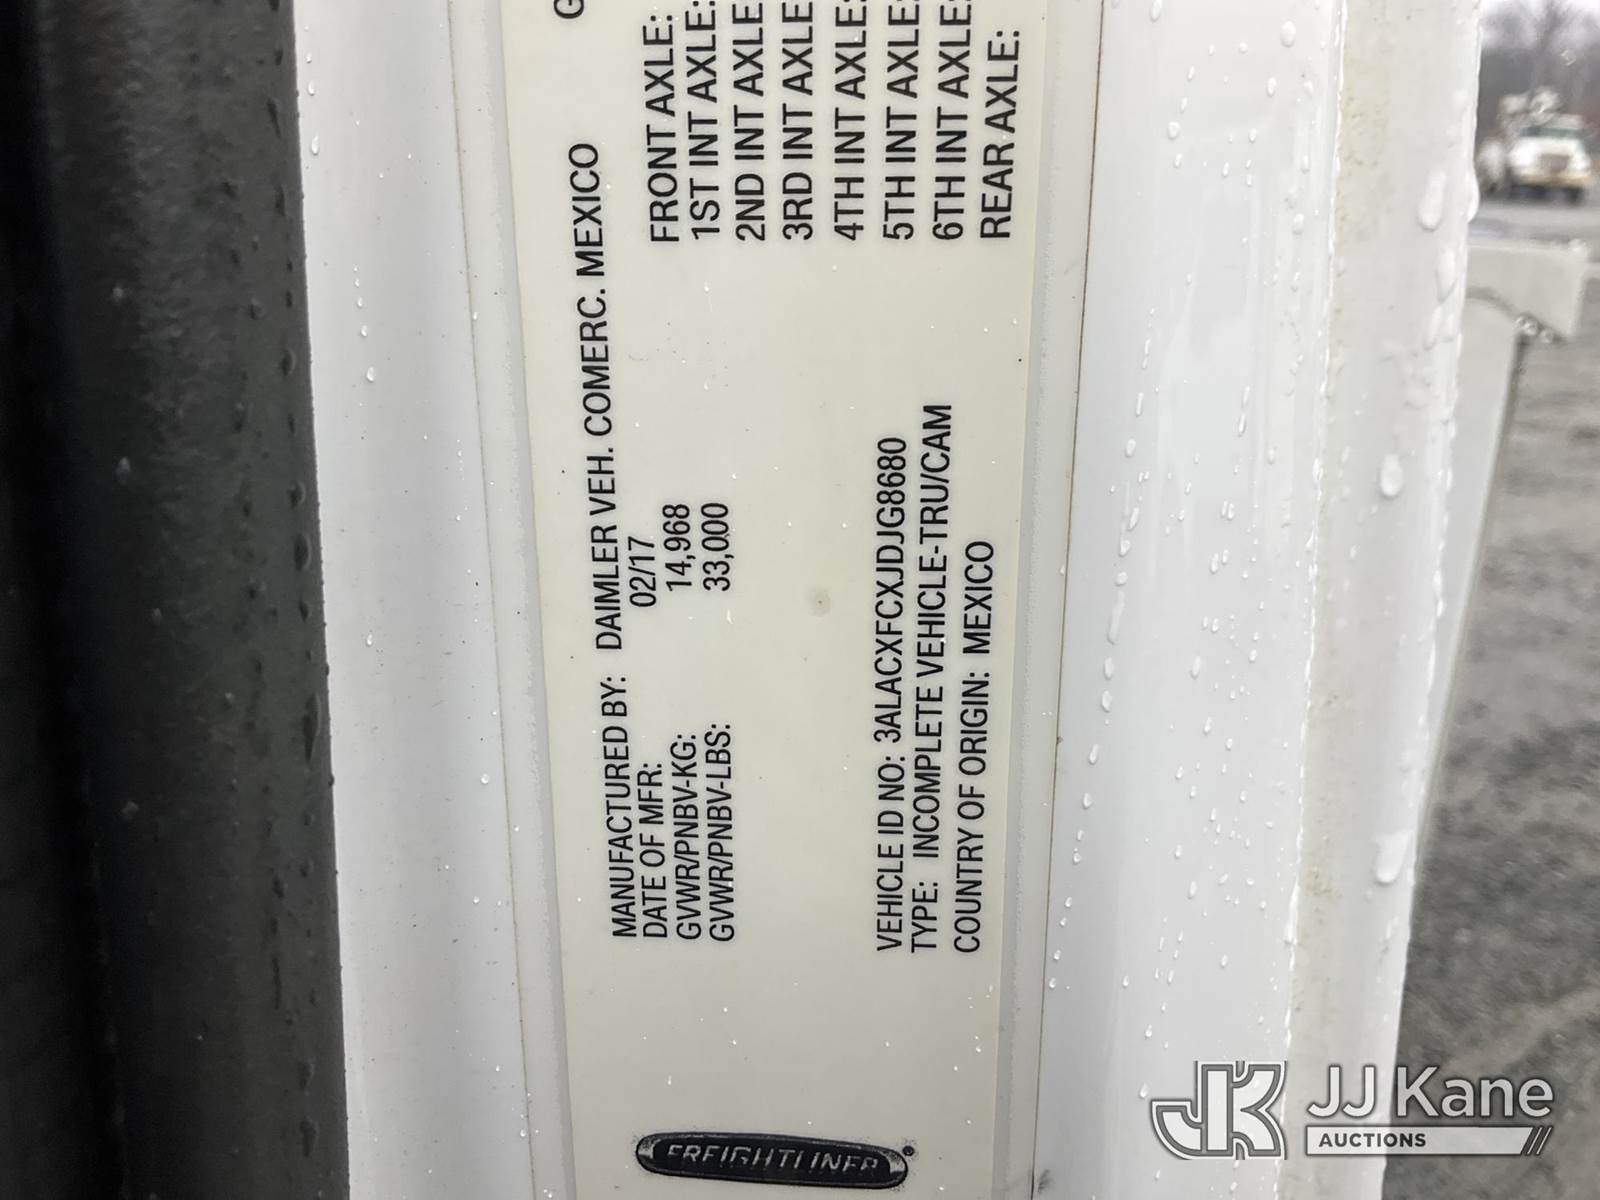 FREIGHTLINER
MANUFACTURED BY: DAIMLER VEH. COMERC. MEXICO
DATE OF MFR: 02/17
GVWR/PNBV-KG: 14,968
GVWR/PNBV-LBS: 33,000
VEHICLE ID NO: 3ALACXFCXJDJG8680
TYPE: INCOMPLETE VEHICLE-TRU/CAM
COUNTRY OF ORIGIN: MEXICO
G
FRONT AXLE:
1ST INT AXLE:
2ND INT AXLE
3RD INT AXLE
4TH INT AXLE:
5TH INT AXLE:
6TH INT AXLE:
REAR AXLE:
JK JJ Kane
AUCTIONS